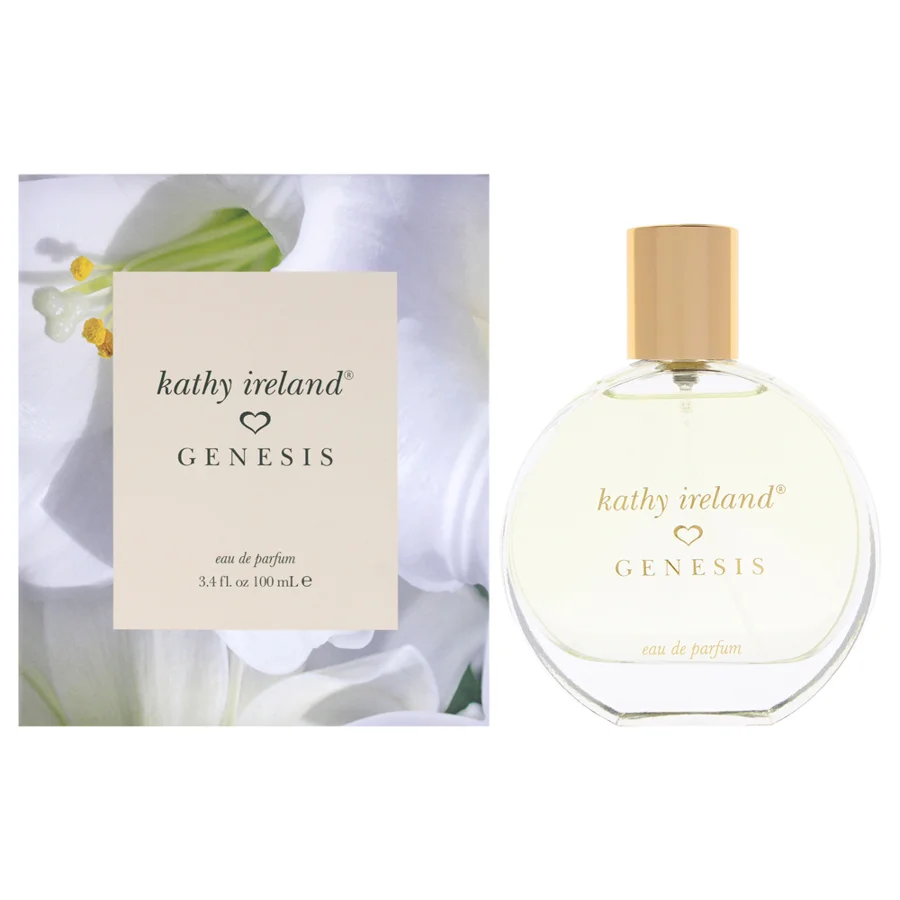 kathy ireland®
GENESIS
eau de parfum
3.4 fl. oz 100 mL ℮
kathy ireland®
GENESIS
eau de parfum